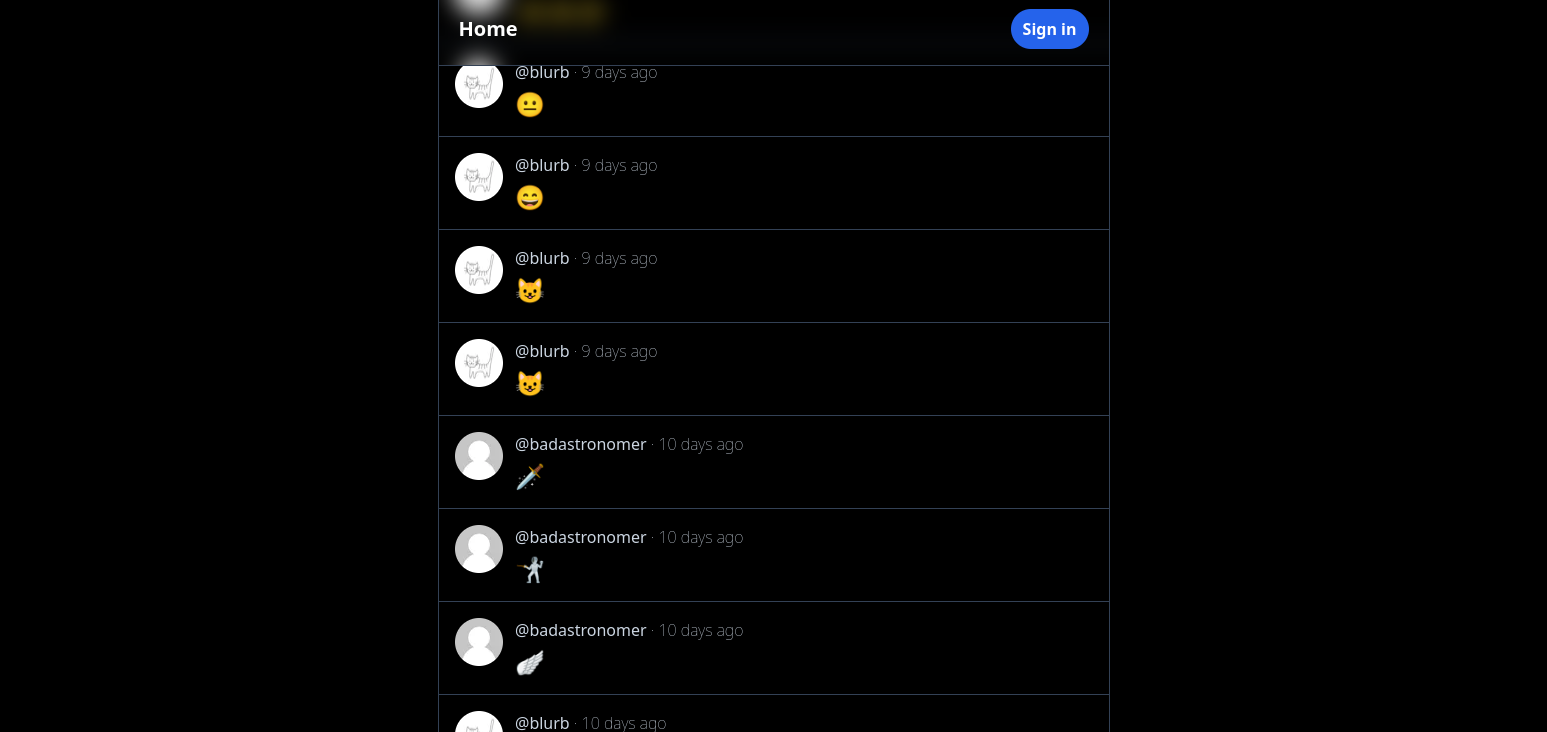 Home
Sign in
@blurb · 9 days ago
😐
@blurb · 9 days ago
😄
@blurb · 9 days ago
😺
@blurb · 9 days ago
😺
@badastronomer · 10 days ago
🗡️
@badastronomer · 10 days ago
🤺
@badastronomer · 10 days ago
🪽
@blurb · 10 days ago